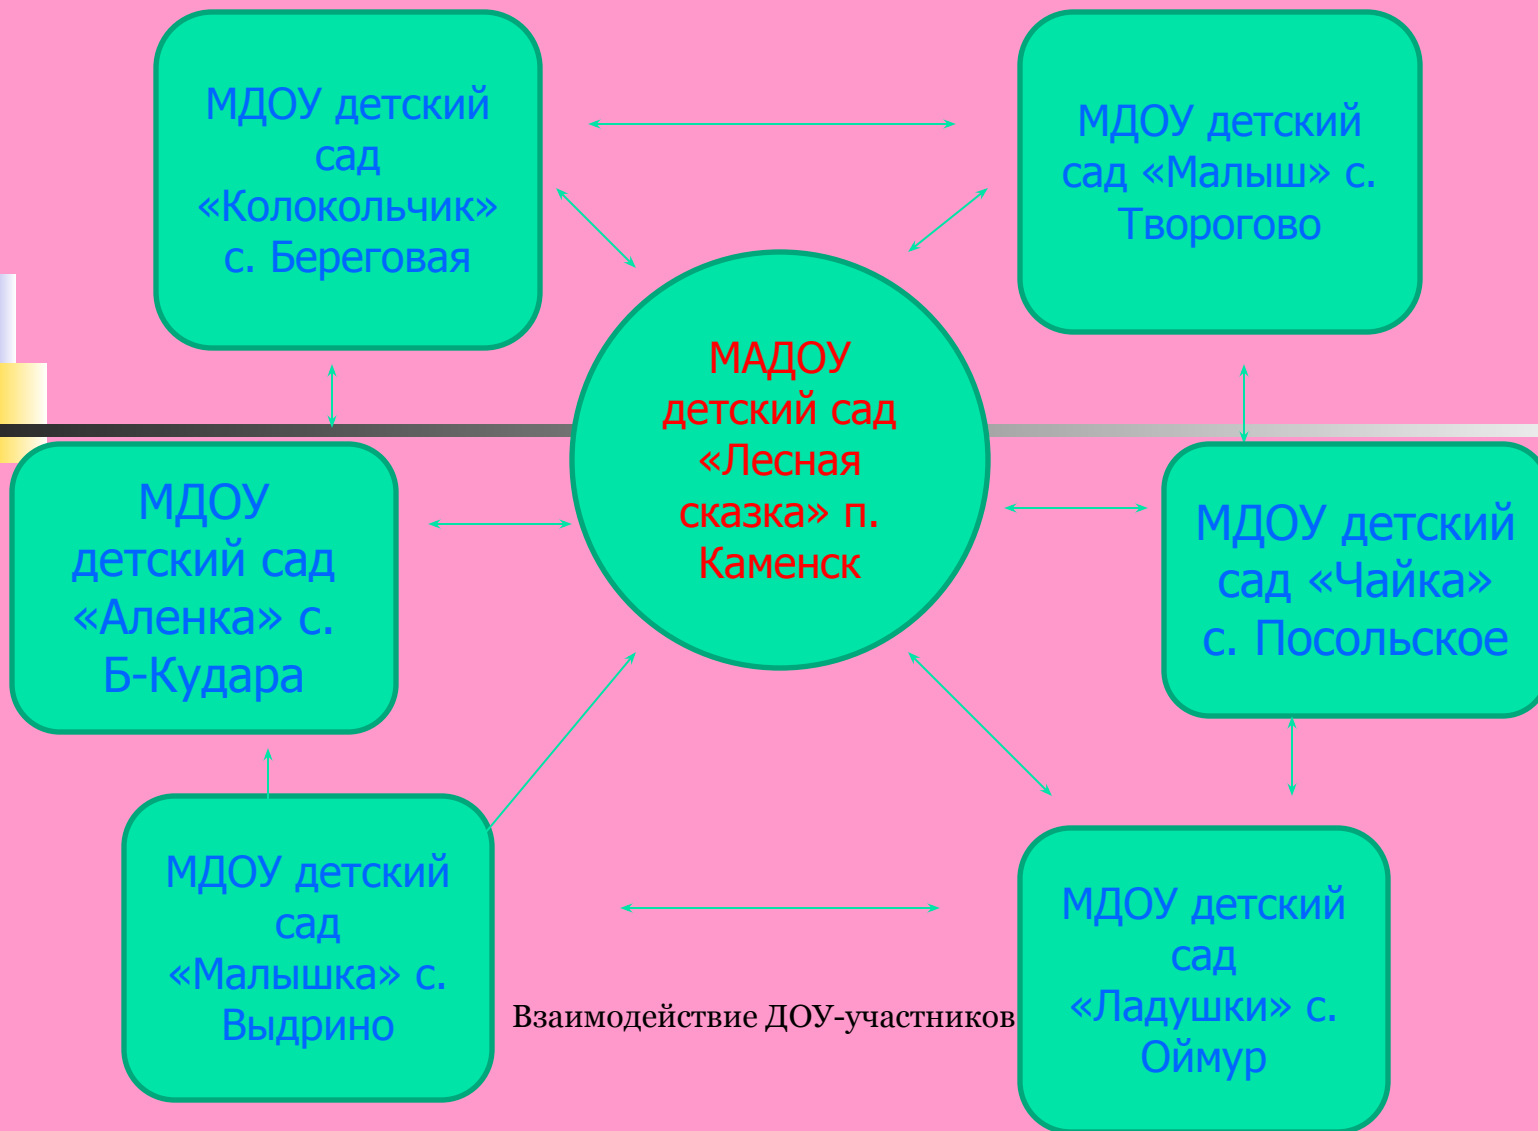 МДОУ детский
сад
«Колокольчик»
с. Береговая
МДОУ детский
сад «Малыш» с.
Творогово
МАДОУ
детский сад
«Лесная
сказка» п.
Каменск
МДОУ
детский сад
«Аленка» с.
Б-Кудара
МДОУ детский
сад «Чайка»
с. Посольское
МДОУ детский
сад
«Малышка» с.
Выдрино
МДОУ детский
сад
«Ладушки» с.
Оймур
Взаимодействие ДОУ-участников